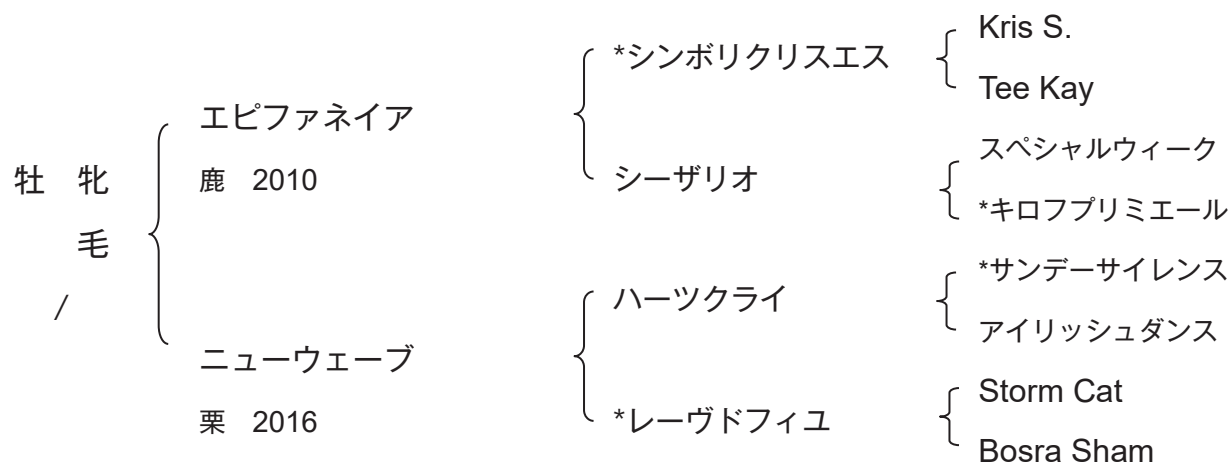 牡 牝
毛
/
エピファネイア
鹿 2010
*シンボリクリスエス
Kris S.
Tee Kay
シーザリオ
スペシャルウィーク
*キロフプリミエール
ニューウェーブ
栗 2016
ハーツクライ
*サンデーサイレンス
アイリッシュダンス
*レーヴドフィユ
Storm Cat
Bosra Sham